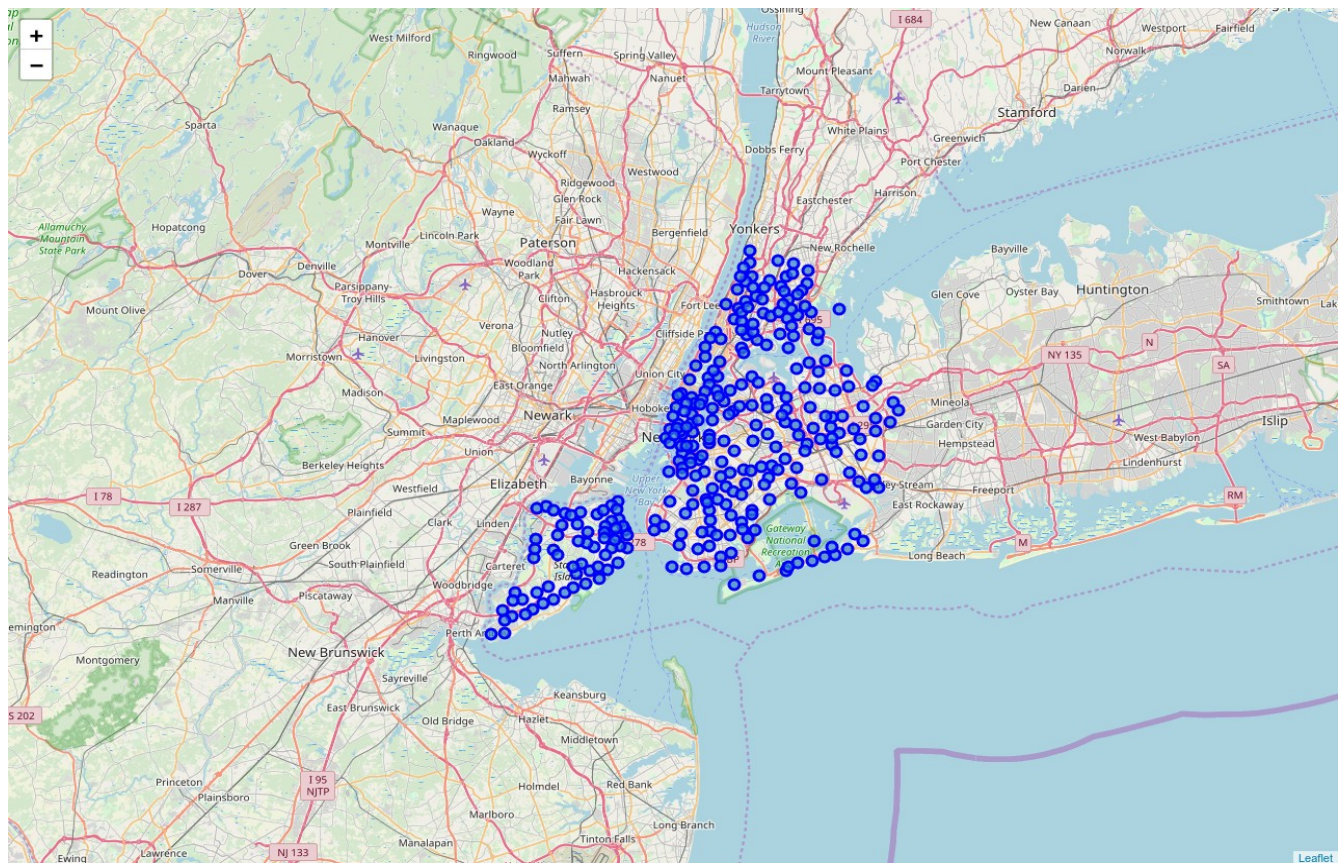 +
−
Ossining
I 684
New Canaan
Westport
Fairfield
West Milford
Ringwood
Suffern
Spring Valley
Hudson
River
Norwalk
Mahwah
Nanuet
Mount Pleasant
Tarrytown
Darien
Ramsey
Stamford
Sparta
Wanaque
Oakland
White Plains
Greenwich
Wyckoff
Dobbs Ferry
Port Chester
Westwood
Ridgewood
Glen Rock
Harrison
Allamuchy
Mountain
State Park
Hopatcong
Wayne
Fair Lawn
Eastchester
Lincoln Park
Bergenfield
Yonkers
Montville
Paterson
New Rochelle
Bayville
Denville
Woodland
Park
Hackensack
Dover
Parsippany-
Troy Hills
Hasbrouck
Heights
Glen Cove
Oyster Bay
Huntington
Smithtown
Mount Olive
Clifton
Fort Lee
Verona
Nutley
Hanover
Bloomfield
Cliffside
N
Morristown
Livingston
North Arlington
NY 135
SA
Union City
East Orange
Madison
Mineola
Maplewood
Newark
Garden City
Islip
Summit
Hempstead
West Babylon
Union
Berkeley Heights
Lindenhurst
Bayonne
Upper
New York
Bay
Elizabeth
Freeport
Westfield
I 78
RM
I 287
East Rockaway
Plainfield
Clark
Linden
Gateway
National
Recreation
Green Brook
M
Long Beach
Carteret
South Plainfield
Readington
Somerville
Woodbridge
Manville
Piscataway
Perth
New Brunswick
Montgomery
Sayreville
Keansburg
S 202
East Brunswick
Old Bridge
Hazlet
Middletown
Princeton
I 95
NJTP
Holmdel
Red Bank
Plainsboro
Marlboro
Long Branch
Manalapan
Tinton Falls
Lawrence
NJ 133
Ewing
Leaflet